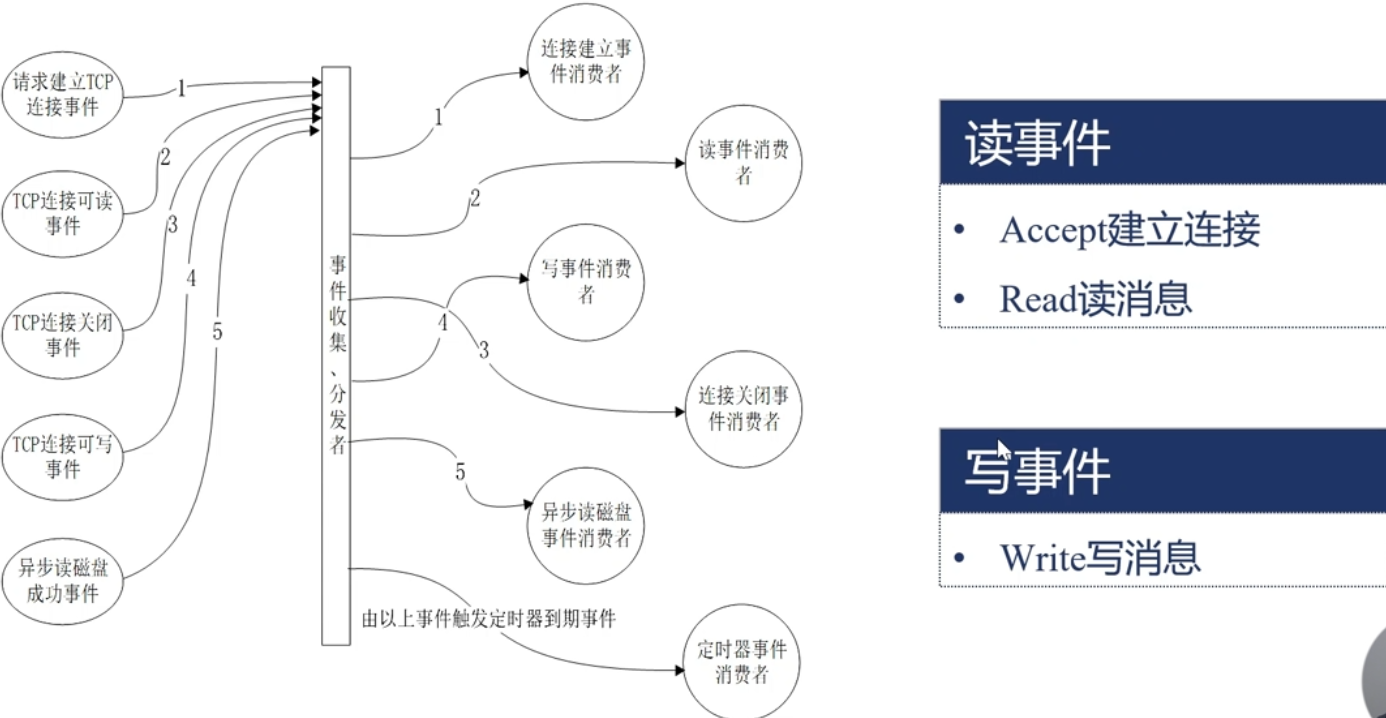 请求建立TCP
连接事件
TCP连接可读
事件
TCP连接关闭
事件
TCP连接可写
事件
异步读磁盘
成功事件
1
2
3
4
5
事件收集、分发者
1
2
4
3
5
由以上事件触发定时器到期事件
连接建立事
件消费者
读事件消费
者
写事件消费
者
连接关闭事
件消费者
异步读磁盘
事件消费者
定时器事件
消费者
读事件
• Accept建立连接
• Read读消息
写事件
• Write写消息